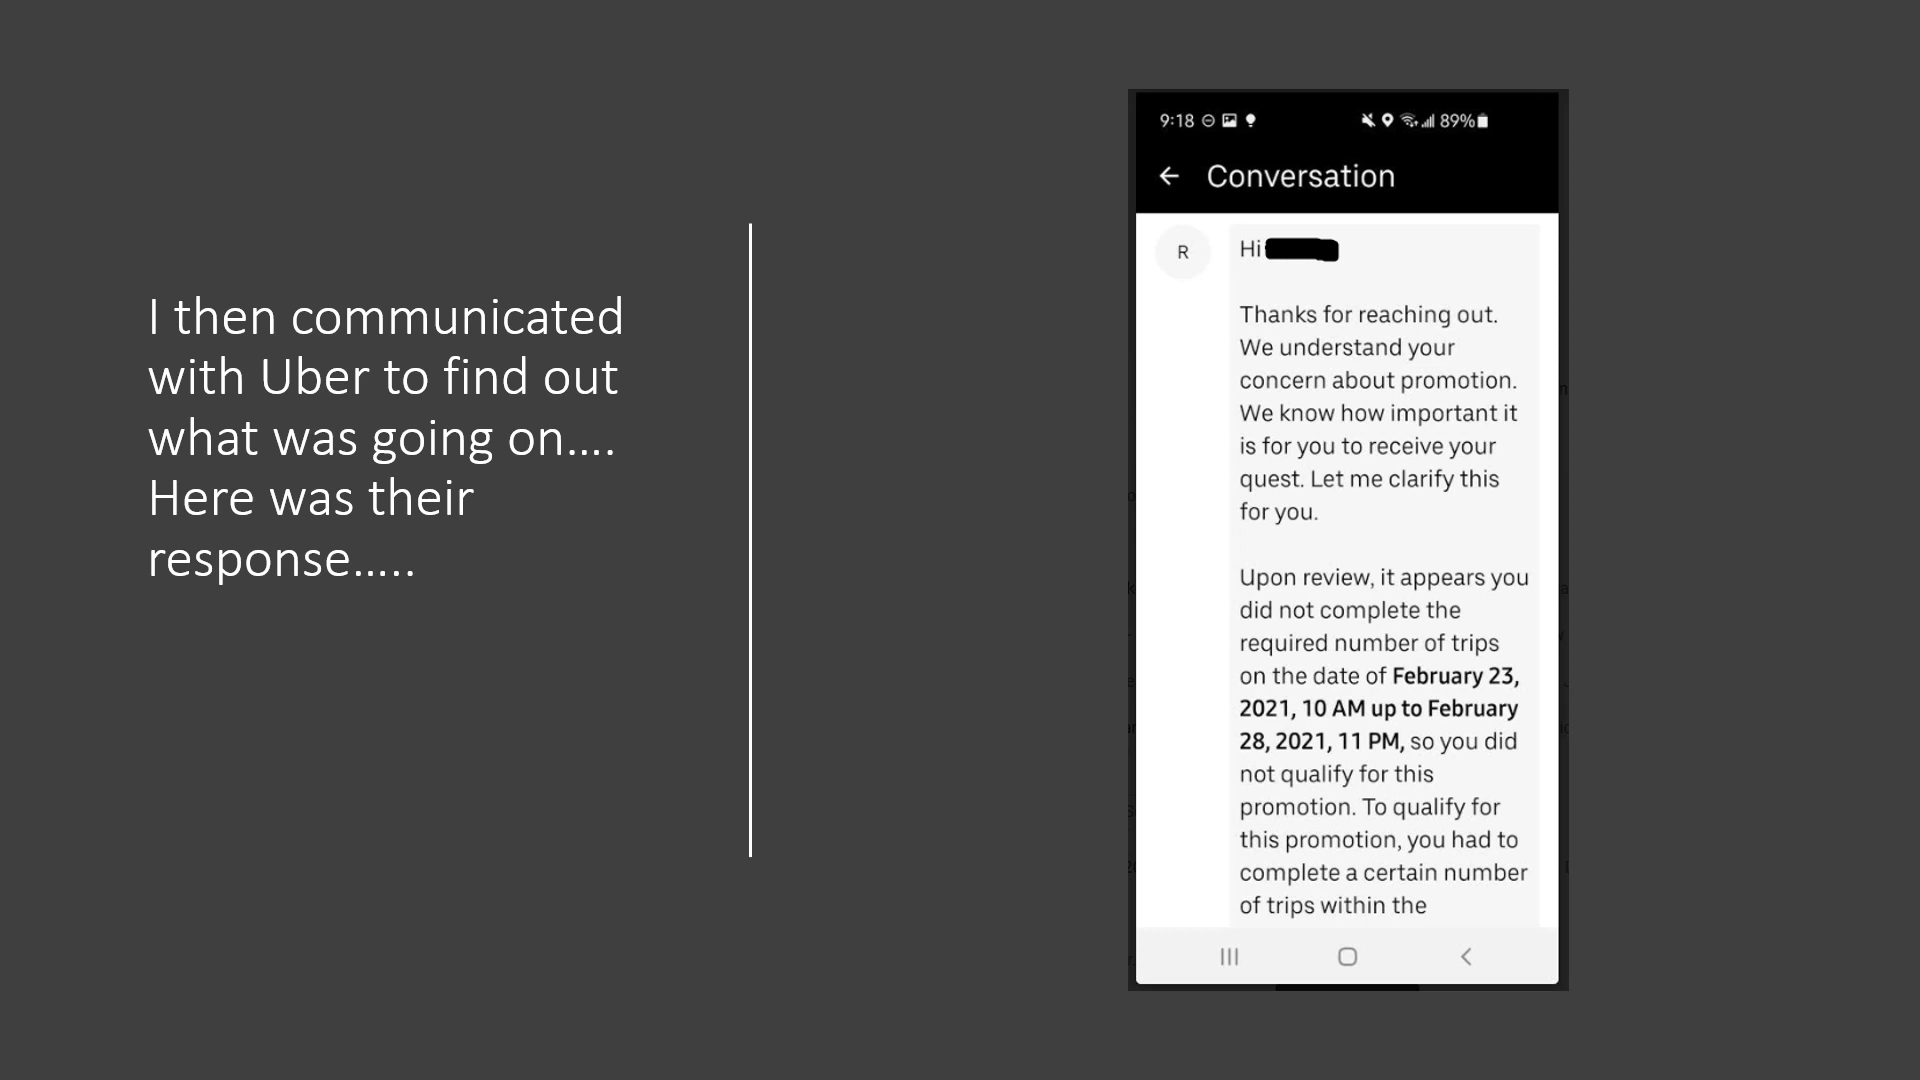 I then communicated
with Uber to find out
what was going on....
Here was their
response.....
9:18
89%
Conversation
R
Hi
Thanks for reaching out.
We understand your
concern about promotion.
We know how important it
is for you to receive your
quest. Let me clarify this
for you.
Upon review, it appears you
did not complete the
required number of trips
on the date of February 23,
2021, 10 AM up to February
28, 2021, 11 PM, so you did
not qualify for this
promotion. To qualify for
this promotion, you had to
complete a certain number
of trips within the